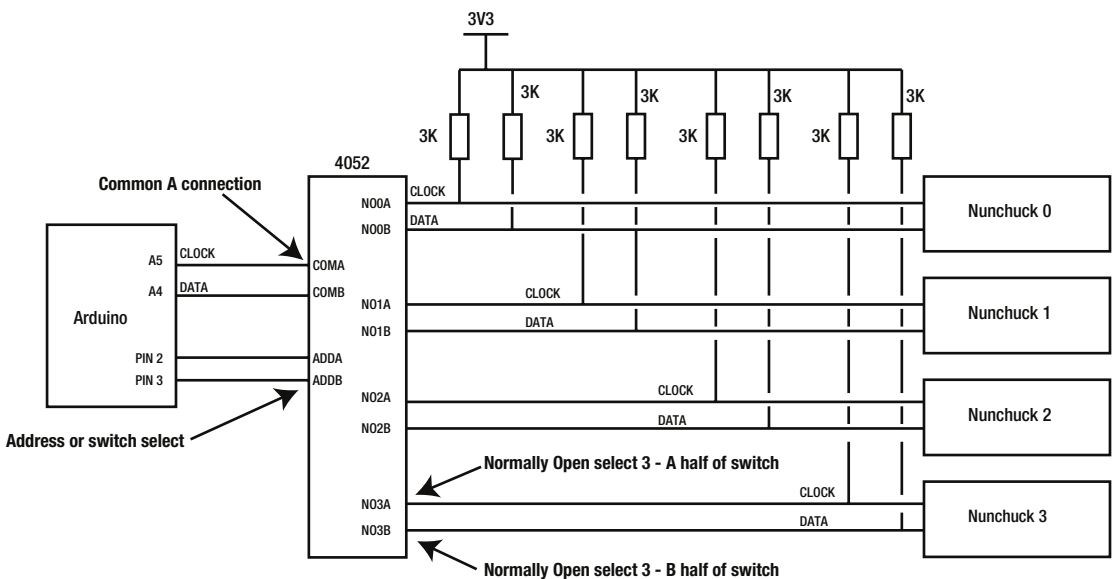 3V3
3K
3K
3K
3K
3K
3K
3K
3K
4052
Common A connection
CLOCK
NO0A
DATA
NO0B
Nunchuck 0
A5
CLOCK
COMA
A4
DATA
COMB
CLOCK
NO1A
Nunchuck 1
Arduino
DATA
NO1B
PIN 2
ADDA
PIN 3
ADDB
CLOCK
NO2A
Nunchuck 2
DATA
NO2B
Address or switch select
Normally Open select 3 - A half of switch
CLOCK
NO3A
Nunchuck 3
DATA
NO3B
Normally Open select 3 - B half of switch